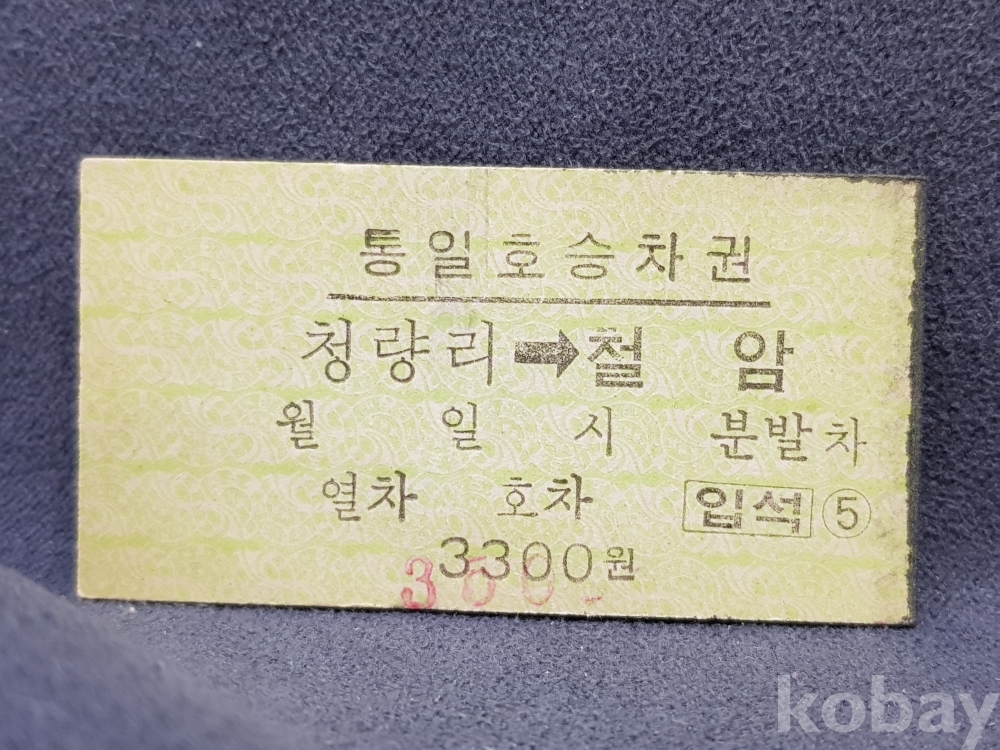 통일호승차권
청량리➡철 암
월 일 시 분발차
열차 호차 입석 ⑤
3300원
kobay